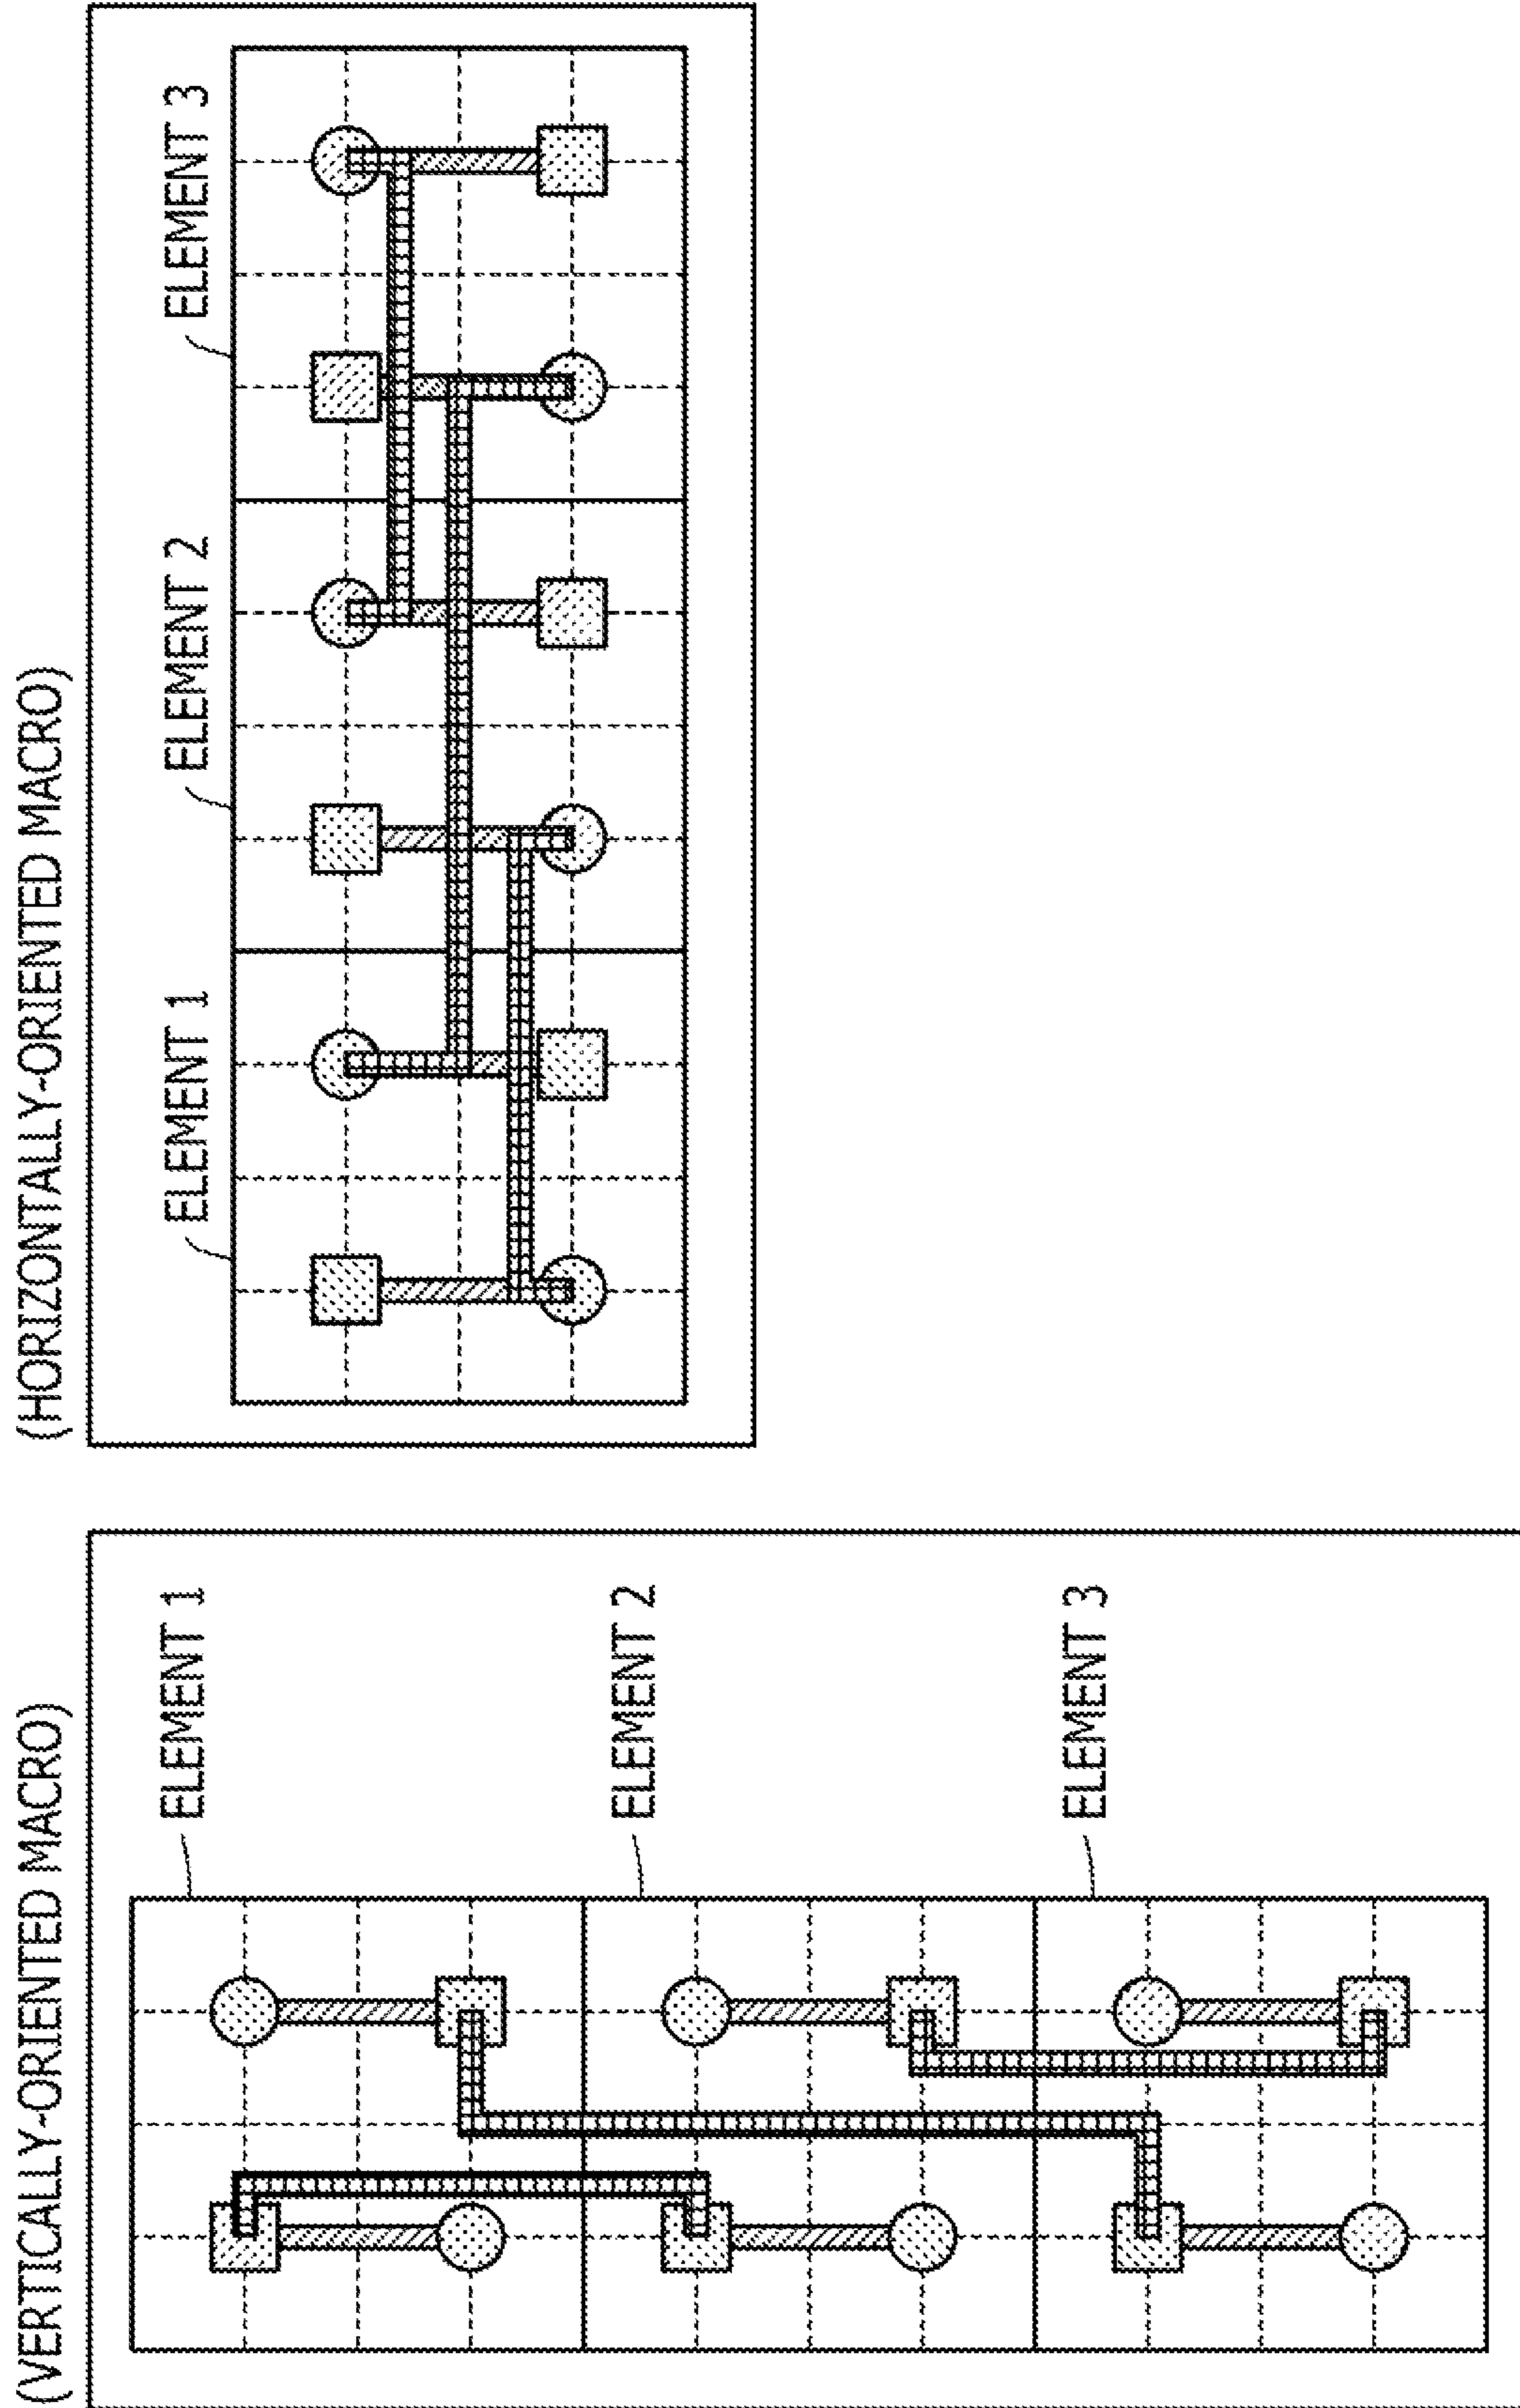 (VERTICALLY-ORIENTED MACRO)
ELEMENT 1
ELEMENT 2
ELEMENT 3
(HORIZONTALLY-ORIENTED MACRO)
ELEMENT 1
ELEMENT 2
ELEMENT 3